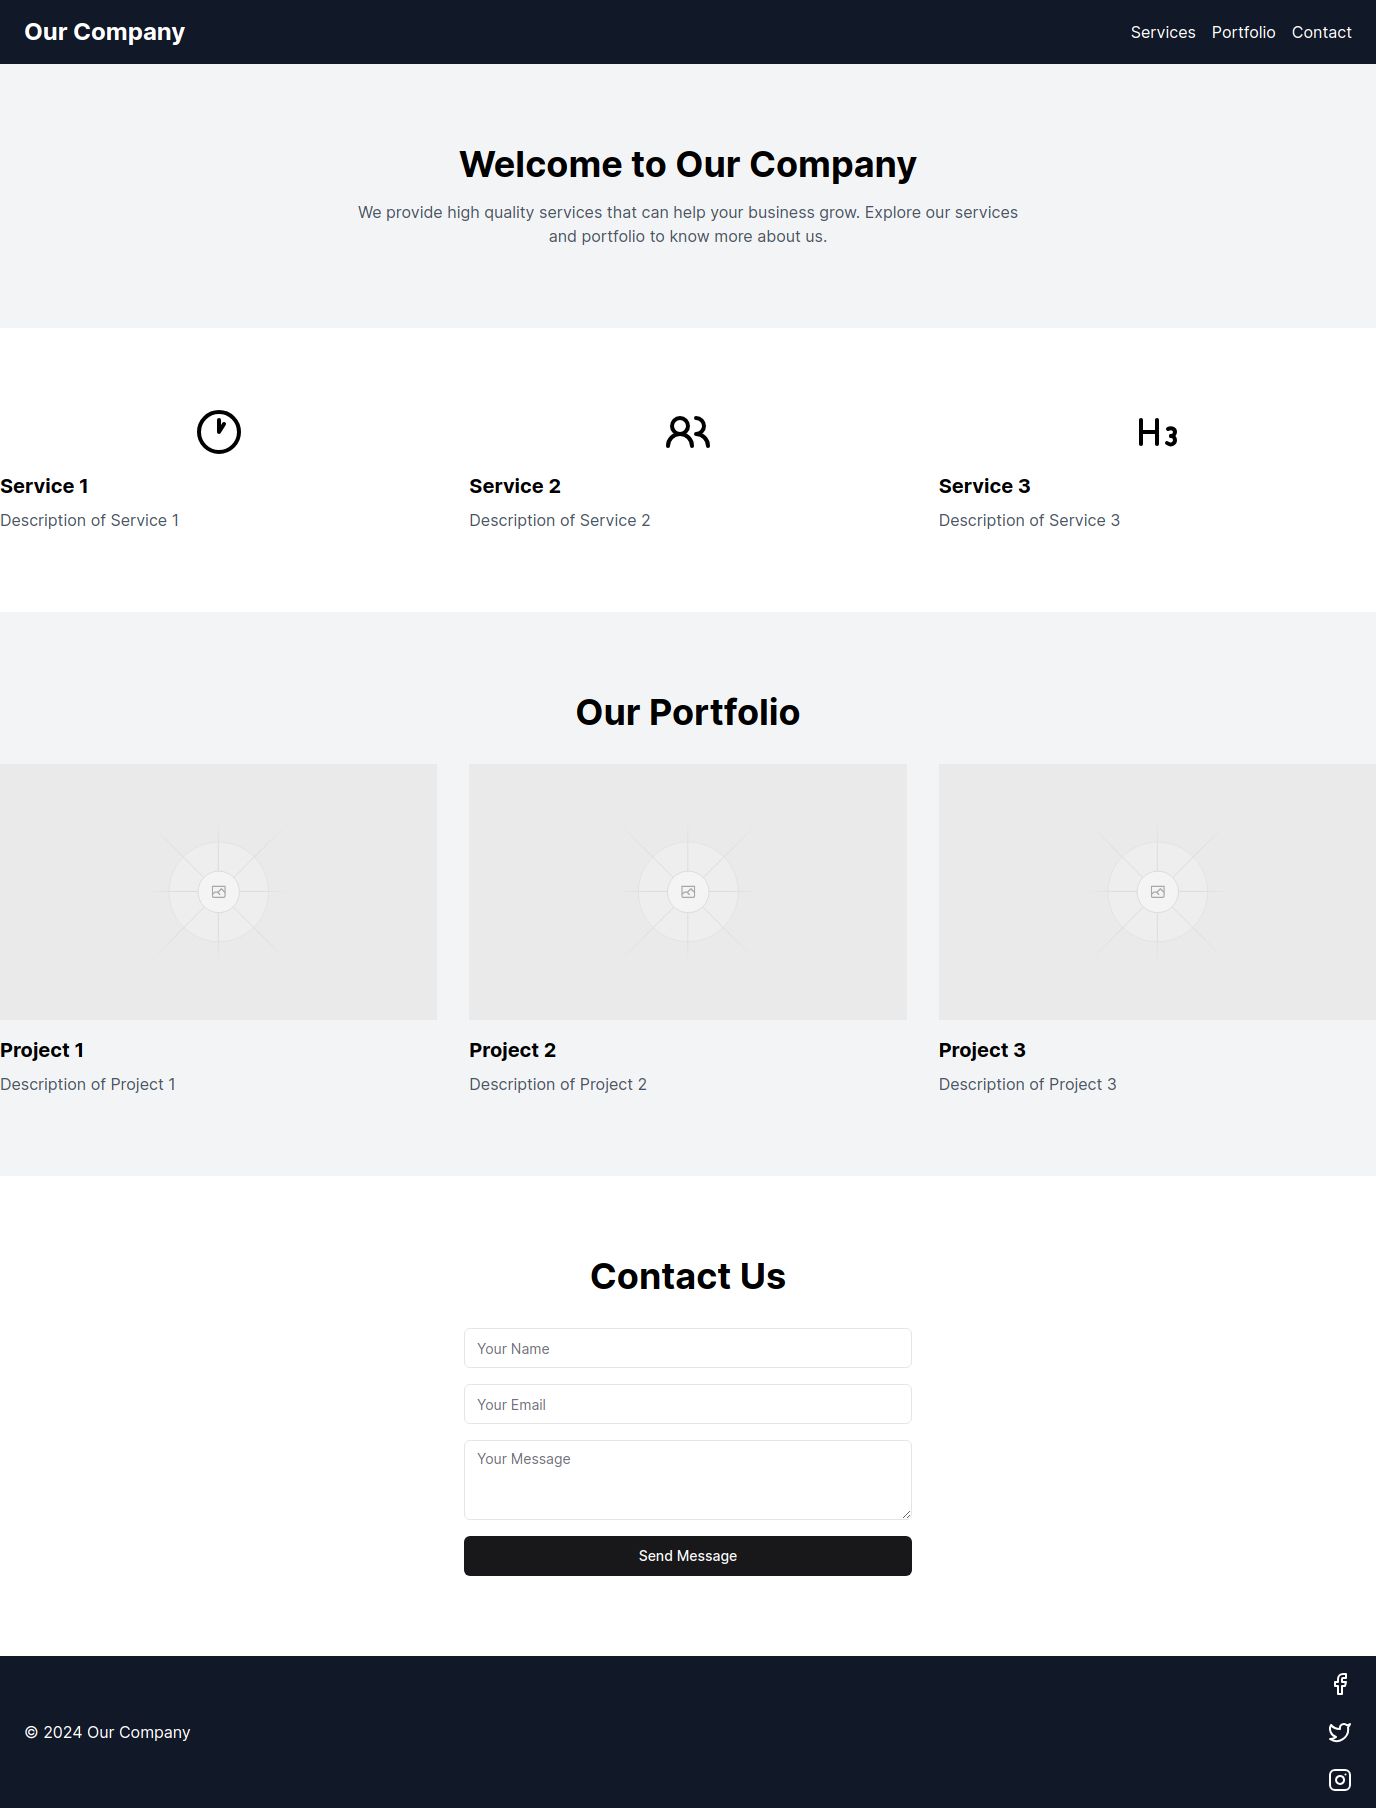 Our Company
Services Portfolio Contact
Welcome to Our Company
We provide high quality services that can help your business grow. Explore our services
and portfolio to know more about us.
H3
Service 1
Description of Service 1
Service 2
Description of Service 2
Service 3
Description of Service 3
Our Portfolio
Project 1
Description of Project 1
Project 2
Description of Project 2
Project 3
Description of Project 3
Contact Us
Your Name
Your Email
Your Message
Send Message
© 2024 Our Company